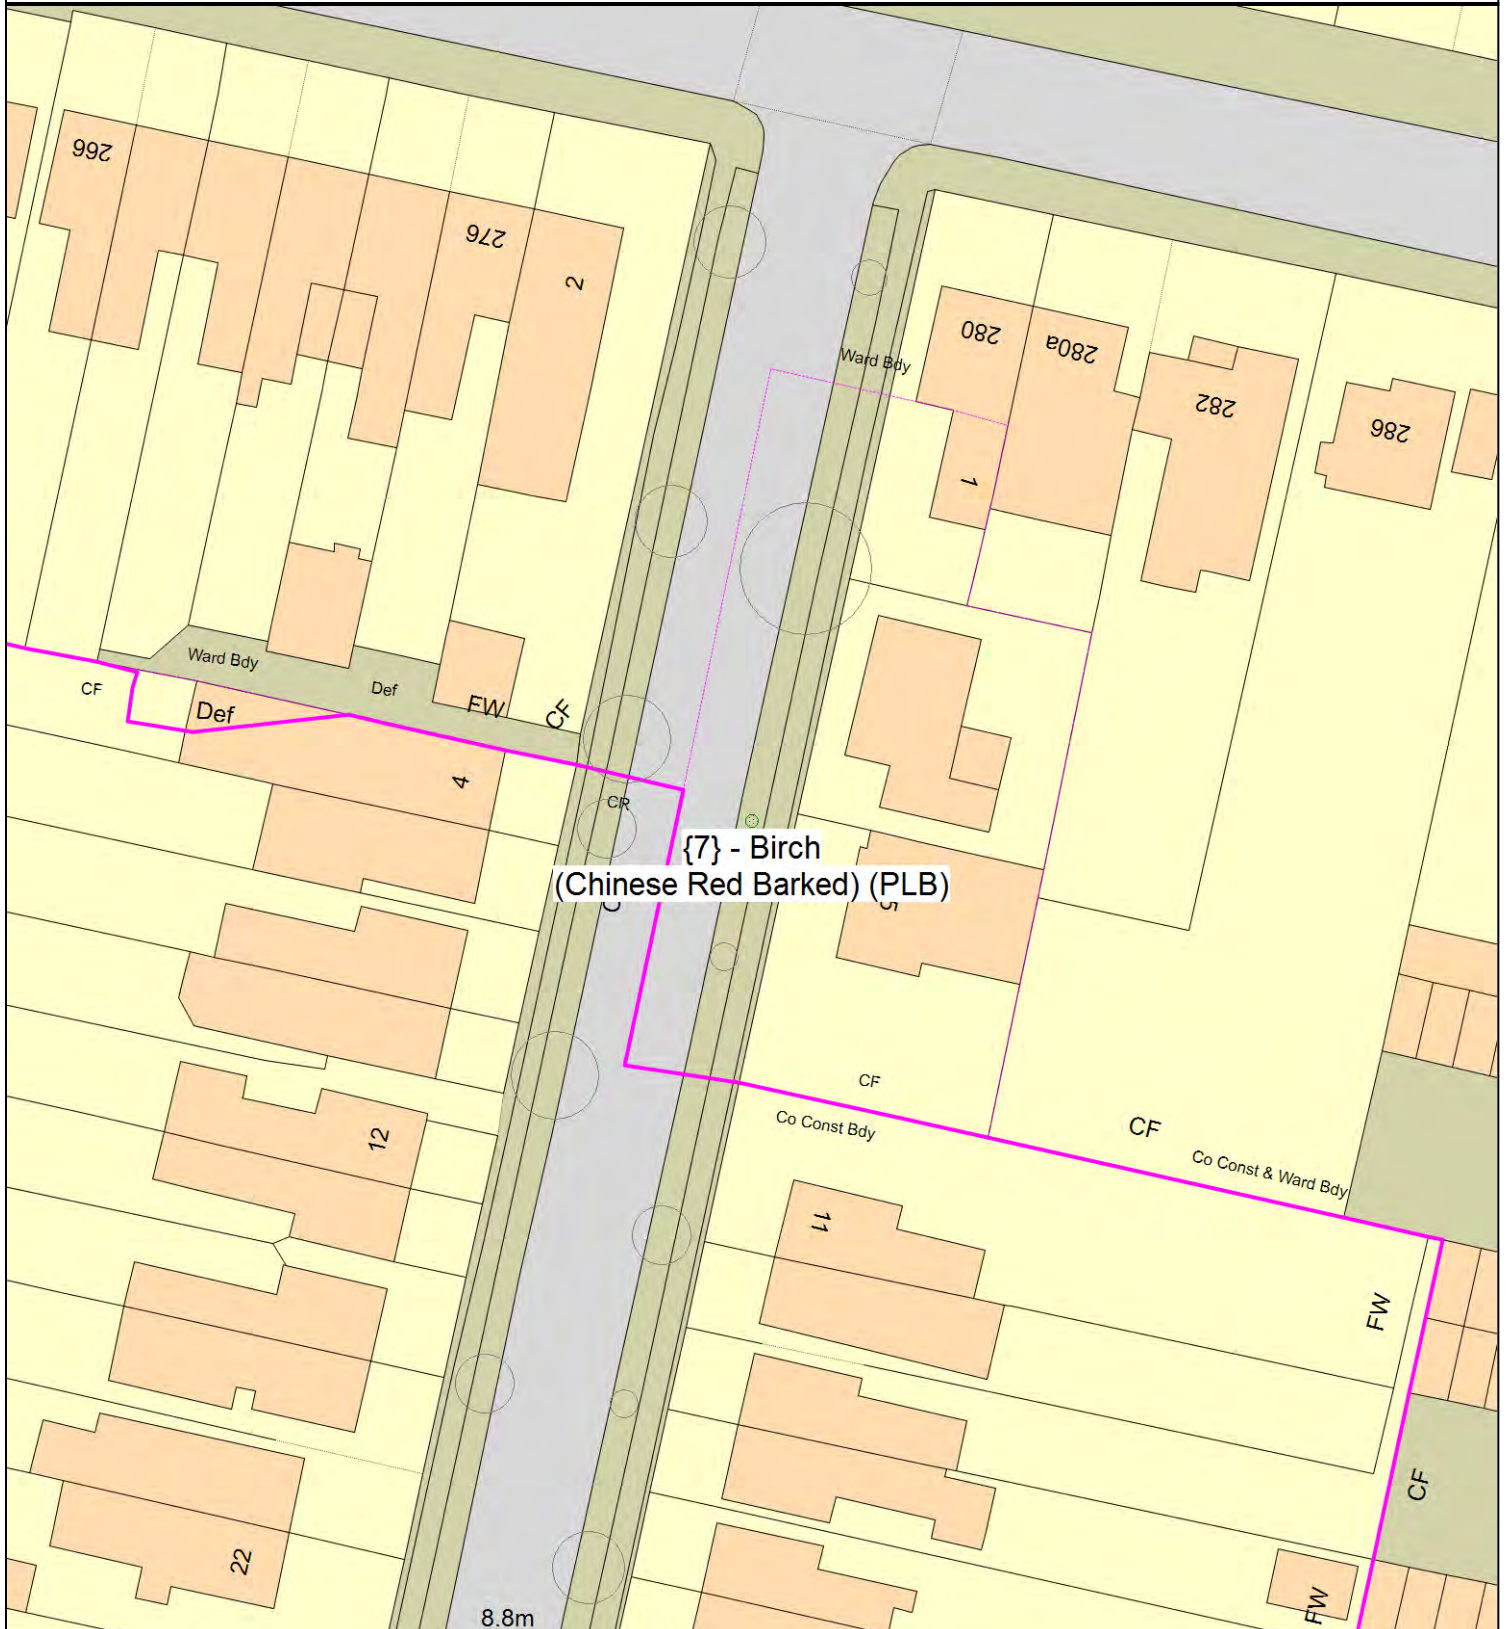 266
276
2
280
280a
282
286
Ward Bdy
1
Ward Bdy
Def
CF
Def
FW
CF
4
CR
{7} - Birch
(Chinese Red Barked) (PLB)
5
CF
Co Const Bdy
CF
Co Const & Ward Bdy
12
11
FW
CF
22
FW
8.8m